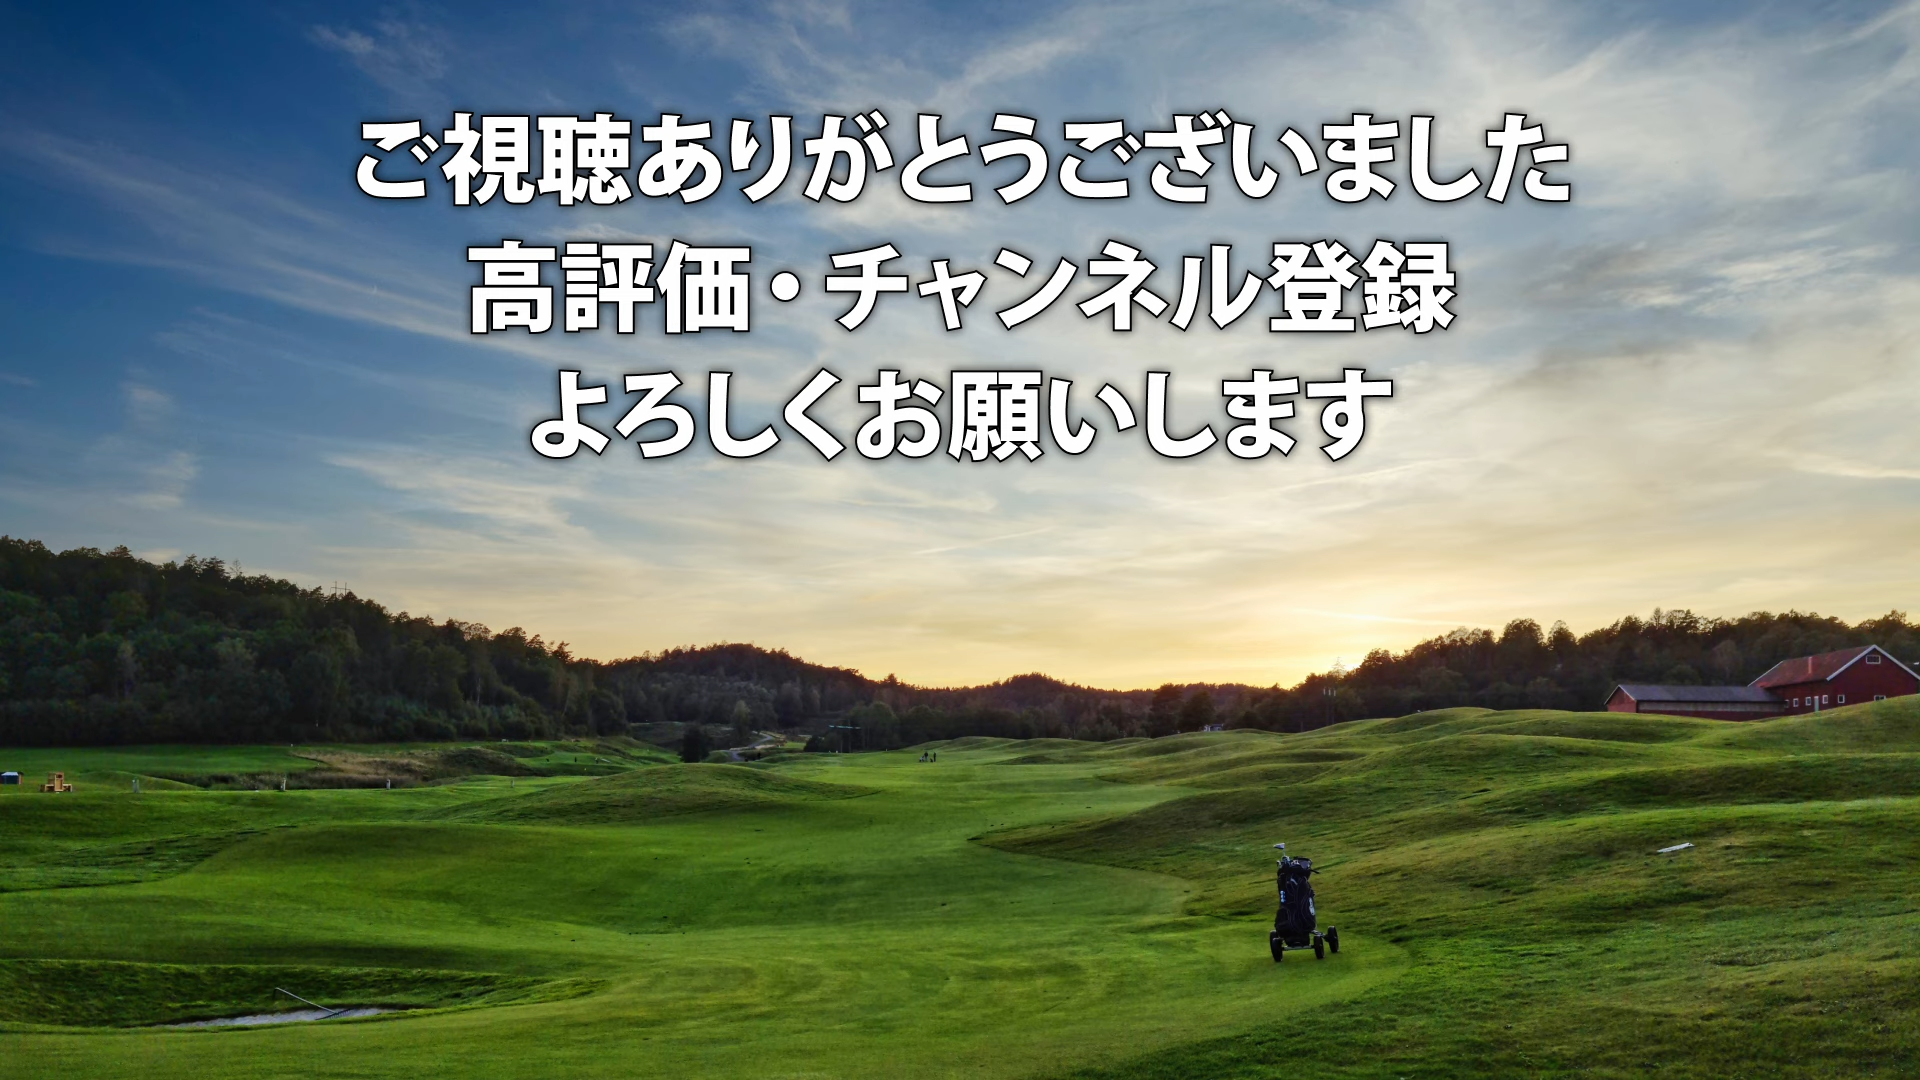 ご視聴ありがとうございました
高評価・チャンネル登録
よろしくお願いします